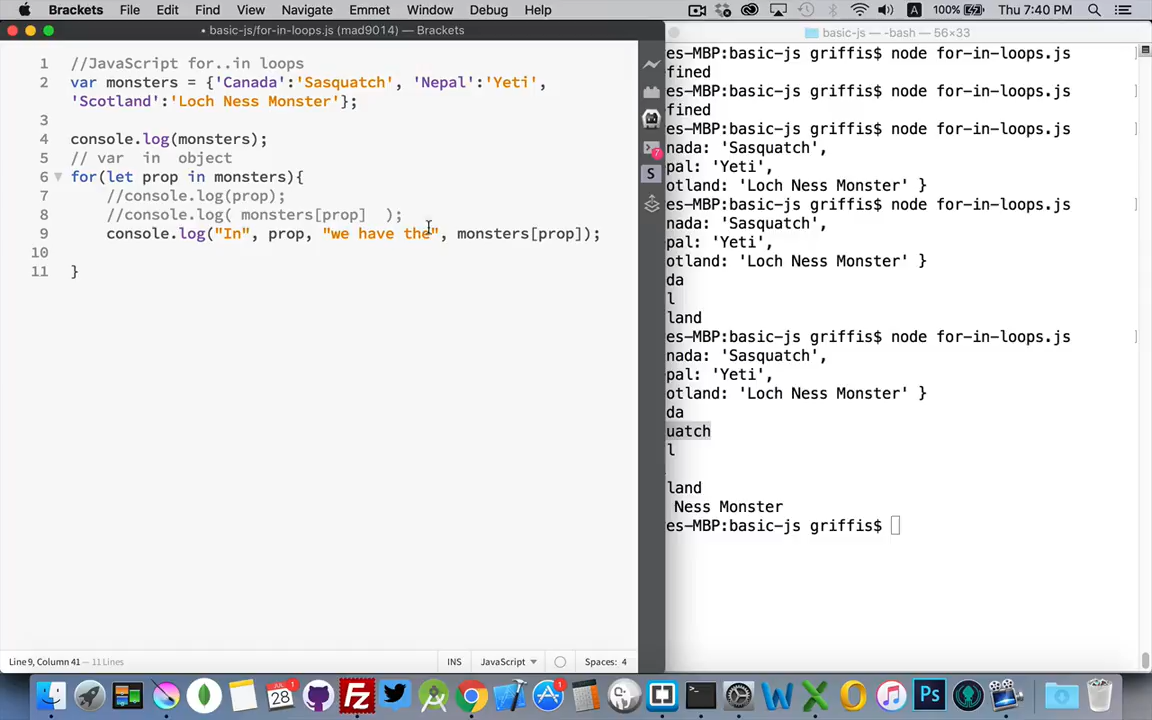 Brackets File Edit Find View Navigate Emmet Window Debug Help 100% Thu 7:40 PM
• basic-js/for-in-loops.js (mad9014) — Brackets
1 //JavaScript for..in loops
2 var monsters = {'Canada':'Sasquatch', 'Nepal':'Yeti',
'Scotland':'Loch Ness Monster'};
3
4 console.log(monsters);
5 // var  in  object
6 for(let prop in monsters){
7     //console.log(prop);
8     //console.log( monsters[prop]  );
9     console.log("In", prop, "we have the", monsters[prop]);
10
11 }
Line 9, Column 41 — 11 Lines
INS JavaScript Spaces: 4
basic-js — -bash — 56×33
es-MBP:basic-js griffis$ node for-in-loops.js
fined
es-MBP:basic-js griffis$ node for-in-loops.js
fined
es-MBP:basic-js griffis$ node for-in-loops.js
nada: 'Sasquatch',
pal: 'Yeti',
otland: 'Loch Ness Monster' }
es-MBP:basic-js griffis$ node for-in-loops.js
nada: 'Sasquatch',
pal: 'Yeti',
otland: 'Loch Ness Monster' }
da
l
land
es-MBP:basic-js griffis$ node for-in-loops.js
nada: 'Sasquatch',
pal: 'Yeti',
otland: 'Loch Ness Monster' }
da
uatch
l
land
Ness Monster
es-MBP:basic-js griffis$